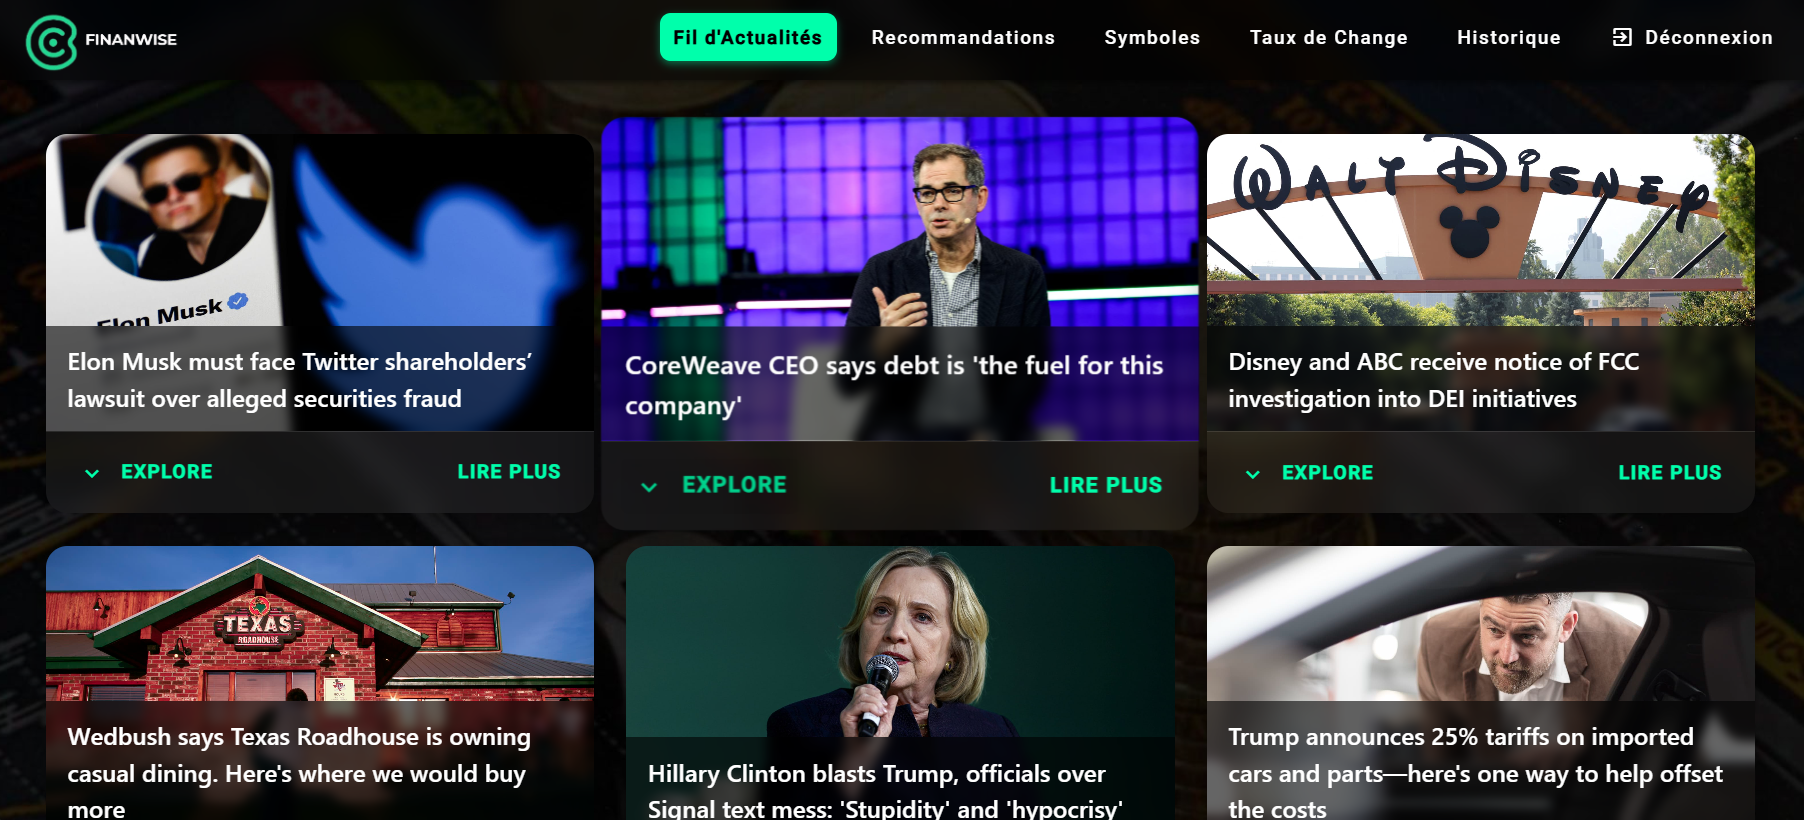 FINANWISE
Fil d'Actualités
Recommandations
Symboles
Taux de Change
Historique
Déconnexion
Elon Musk
Elon Musk must face Twitter shareholders’
lawsuit over alleged securities fraud
EXPLORE
LIRE PLUS
CoreWeave CEO says debt is 'the fuel for this
company'
EXPLORE
LIRE PLUS
WALT DISNEY
Disney and ABC receive notice of FCC
investigation into DEI initiatives
EXPLORE
LIRE PLUS
TEXAS
ROADHOUSE
Wedbush says Texas Roadhouse is owning
casual dining. Here's where we would buy
more
Hillary Clinton blasts Trump, officials over
Signal text mess: 'Stupidity' and 'hypocrisy'
Trump announces 25% tariffs on imported
cars and parts—here's one way to help offset
the costs